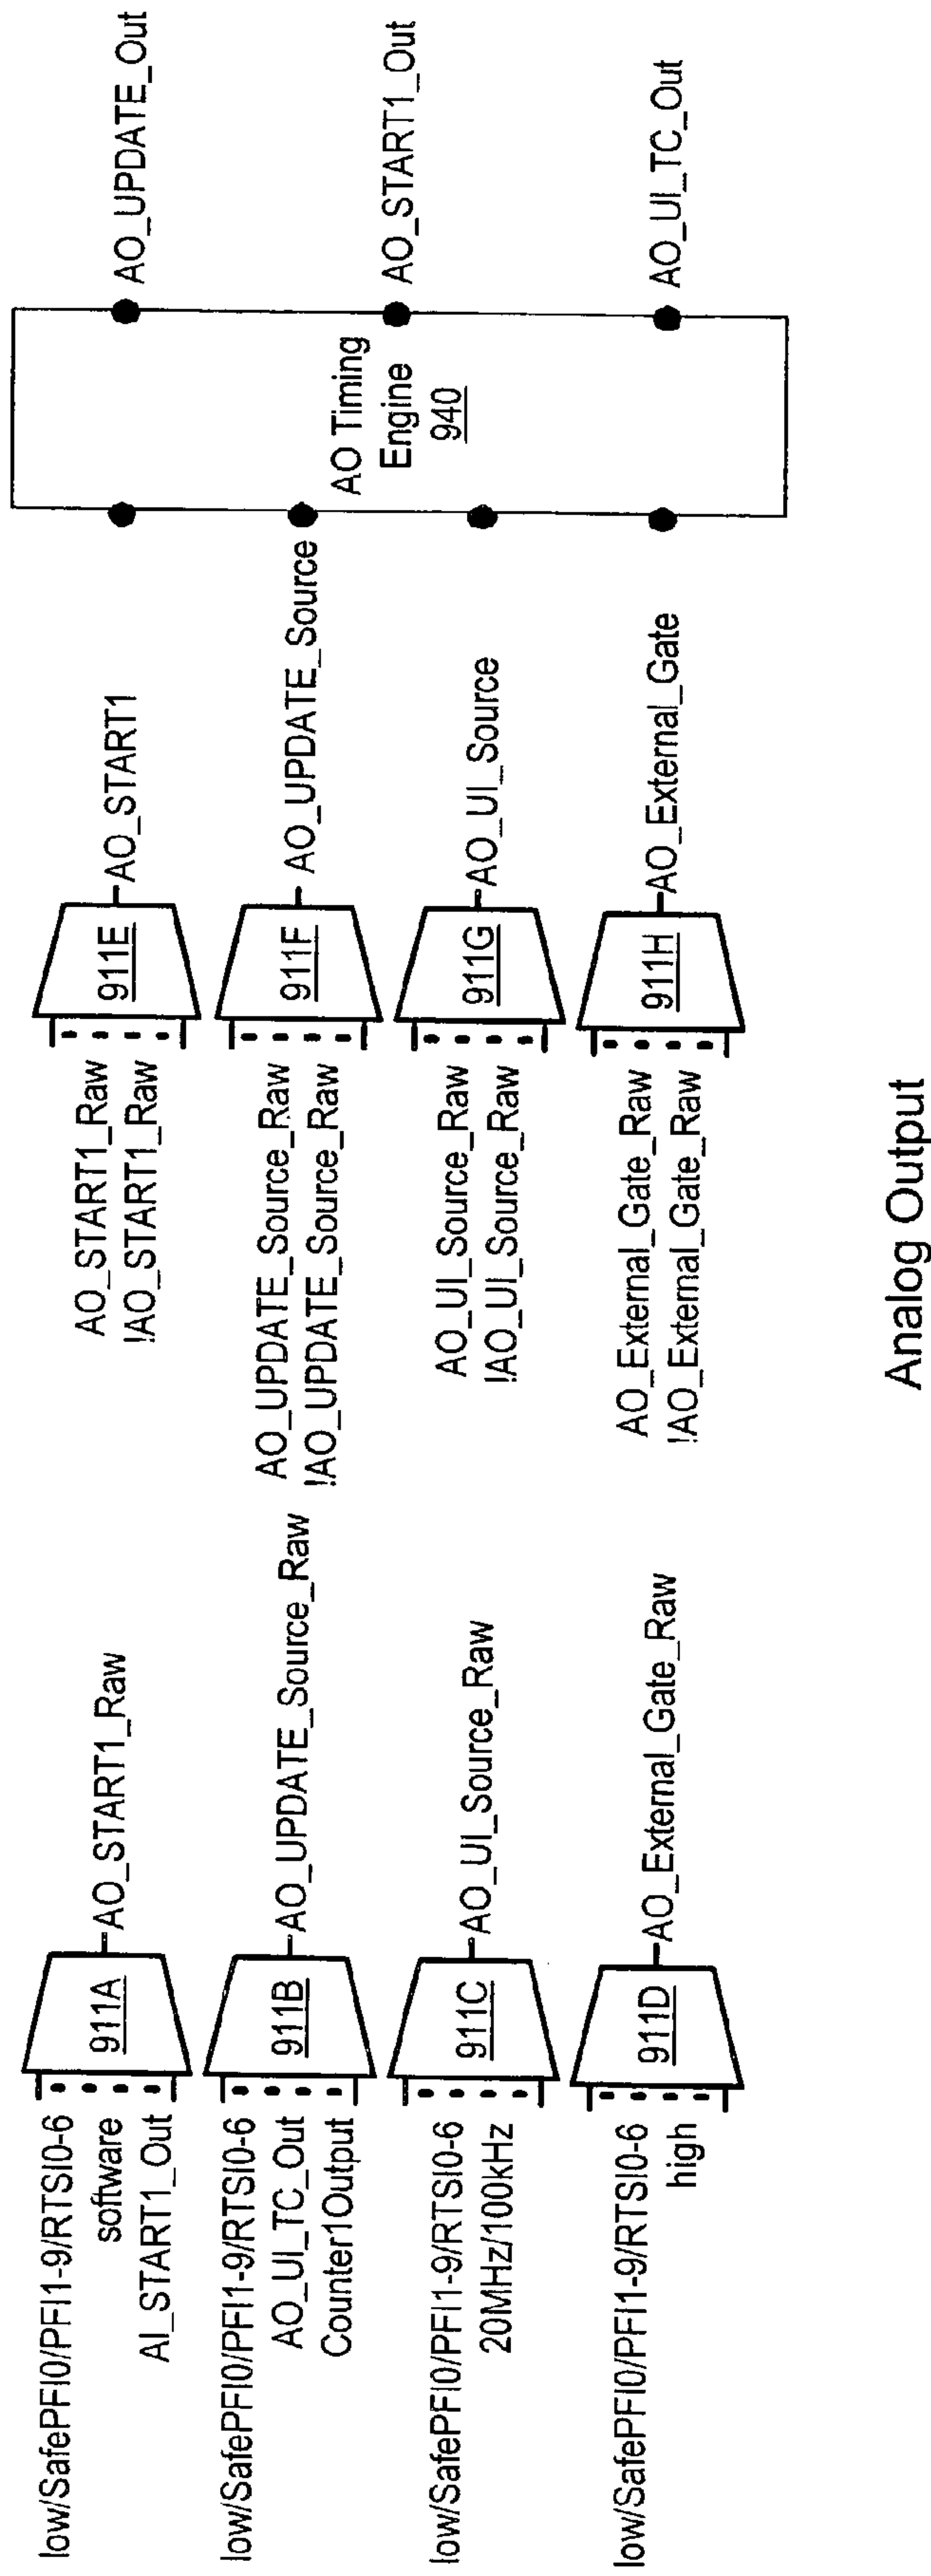 low/SafePFI0/PFI1-9/RTSI0-6
software
AI_START1_Out
911A
AO_START1_Raw
low/SafePFI0/PFI1-9/RTSI0-6
AO_UI_TC_Out
Counter1Output
911B
AO_UPDATE_Source_Raw
low/SafePFI0/PFI1-9/RTSI0-6
20MHz/100kHz
911C
AO_UI_Source_Raw
low/SafePFI0/PFI1-9/RTSI0-6
high
911D
AO_External_Gate_Raw
AO_START1_Raw
!AO_START1_Raw
911E
AO_START1
AO_UPDATE_Source_Raw
!AO_UPDATE_Source_Raw
911F
AO_UPDATE_Source
AO_UI_Source_Raw
!AO_UI_Source_Raw
911G
AO_UI_Source
AO_External_Gate_Raw
!AO_External_Gate_Raw
911H
AO_External_Gate
AO Timing
Engine
940
AO_UPDATE_Out
AO_START1_Out
AO_UI_TC_Out
Analog Output